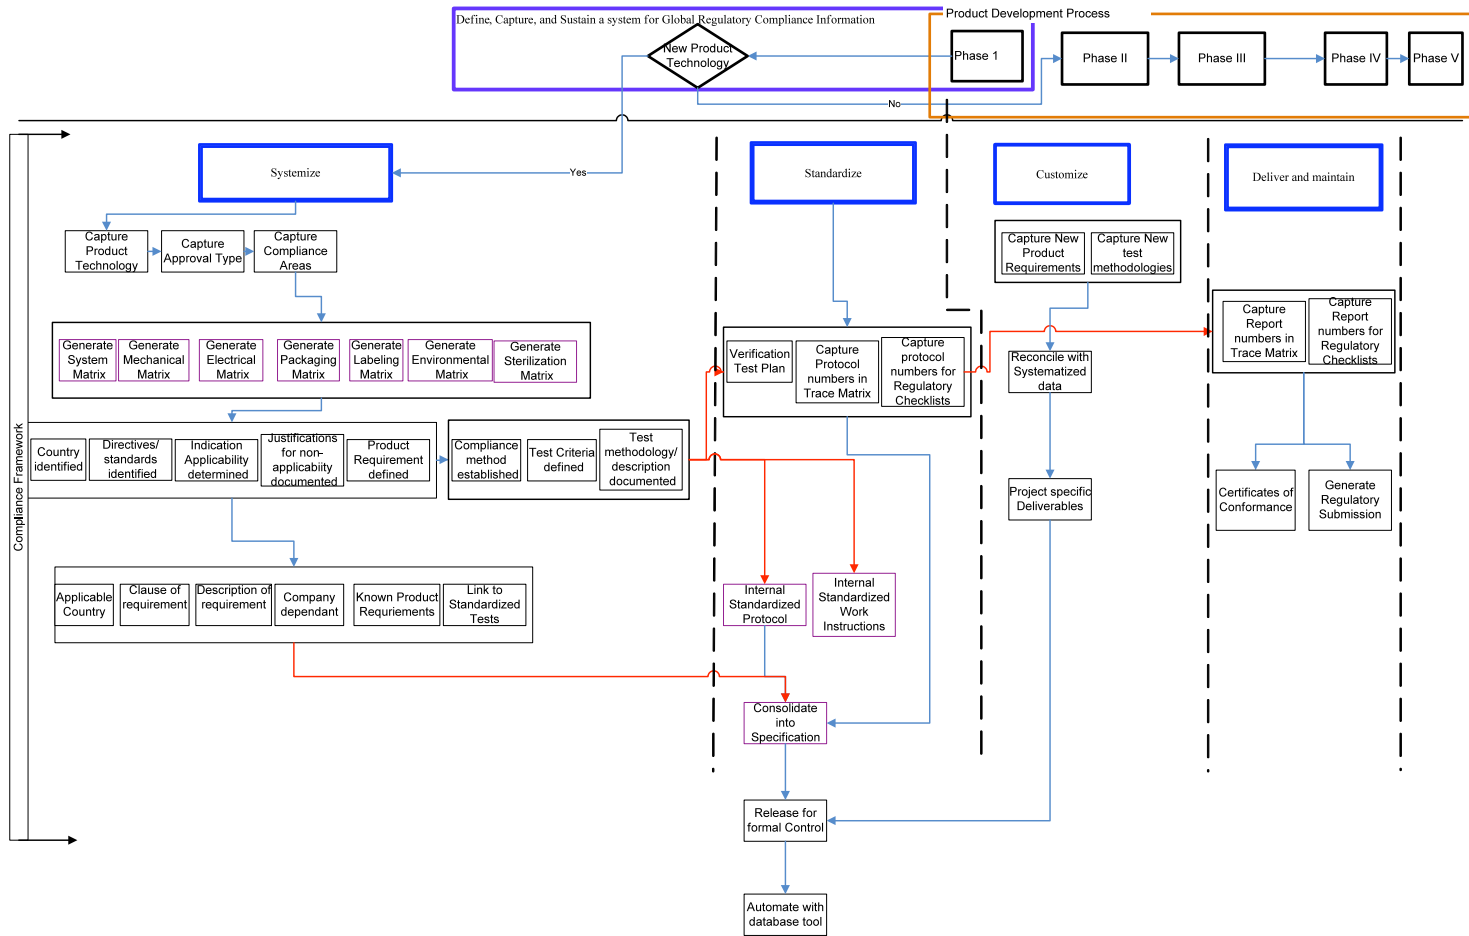 Define, Capture, and Sustain a system for Global Regulatory Compliance Information
Product Development Process
New Product
Technology
Phase 1
Phase II
Phase III
Phase IV
Phase V
No
Yes
Systemize
Standardize
Customize
Deliver and maintain
Compliance Framework
Capture
Product
Technology
Capture
Approval Type
Capture
Compliance
Areas
Generate
System
Matrix
Generate
Mechanical
Matrix
Generate
Electrical
Matrix
Generate
Packaging
Matrix
Generate
Labeling
Matrix
Generate
Environmental
Matrix
Generate
Sterilization
Matrix
Country
identified
Directives/
standards
identified
Indication
Applicability
determined
Justifications
for non-
applicabity
documented
Product
Requirement
defined
Compliance
method
established
Test Criteria
defined
Test
methodology/
description
documented
Applicable
Country
Clause of
requirement
Description of
requirement
Company
dependant
Known Product
Requriements
Link to
Standardized
Tests
Verification
Test Plan
Capture
Protocol
numbers in
Trace Matrix
Capture
protocol
numbers for
Regulatory
Checklists
Internal
Standardized
Protocol
Internal
Standardized
Work
Instructions
Consolidate
into
Specification
Release for
formal Control
Automate with
database tool
Capture New
Product
Requirements
Capture New
test
methodologies
Reconcile with
Systematized
data
Project specific
Deliverables
Capture
Report
numbers in
Trace Matrix
Capture
Report
numbers for
Regulatory
Checklists
Certificates of
Conformance
Generate
Regulatory
Submission